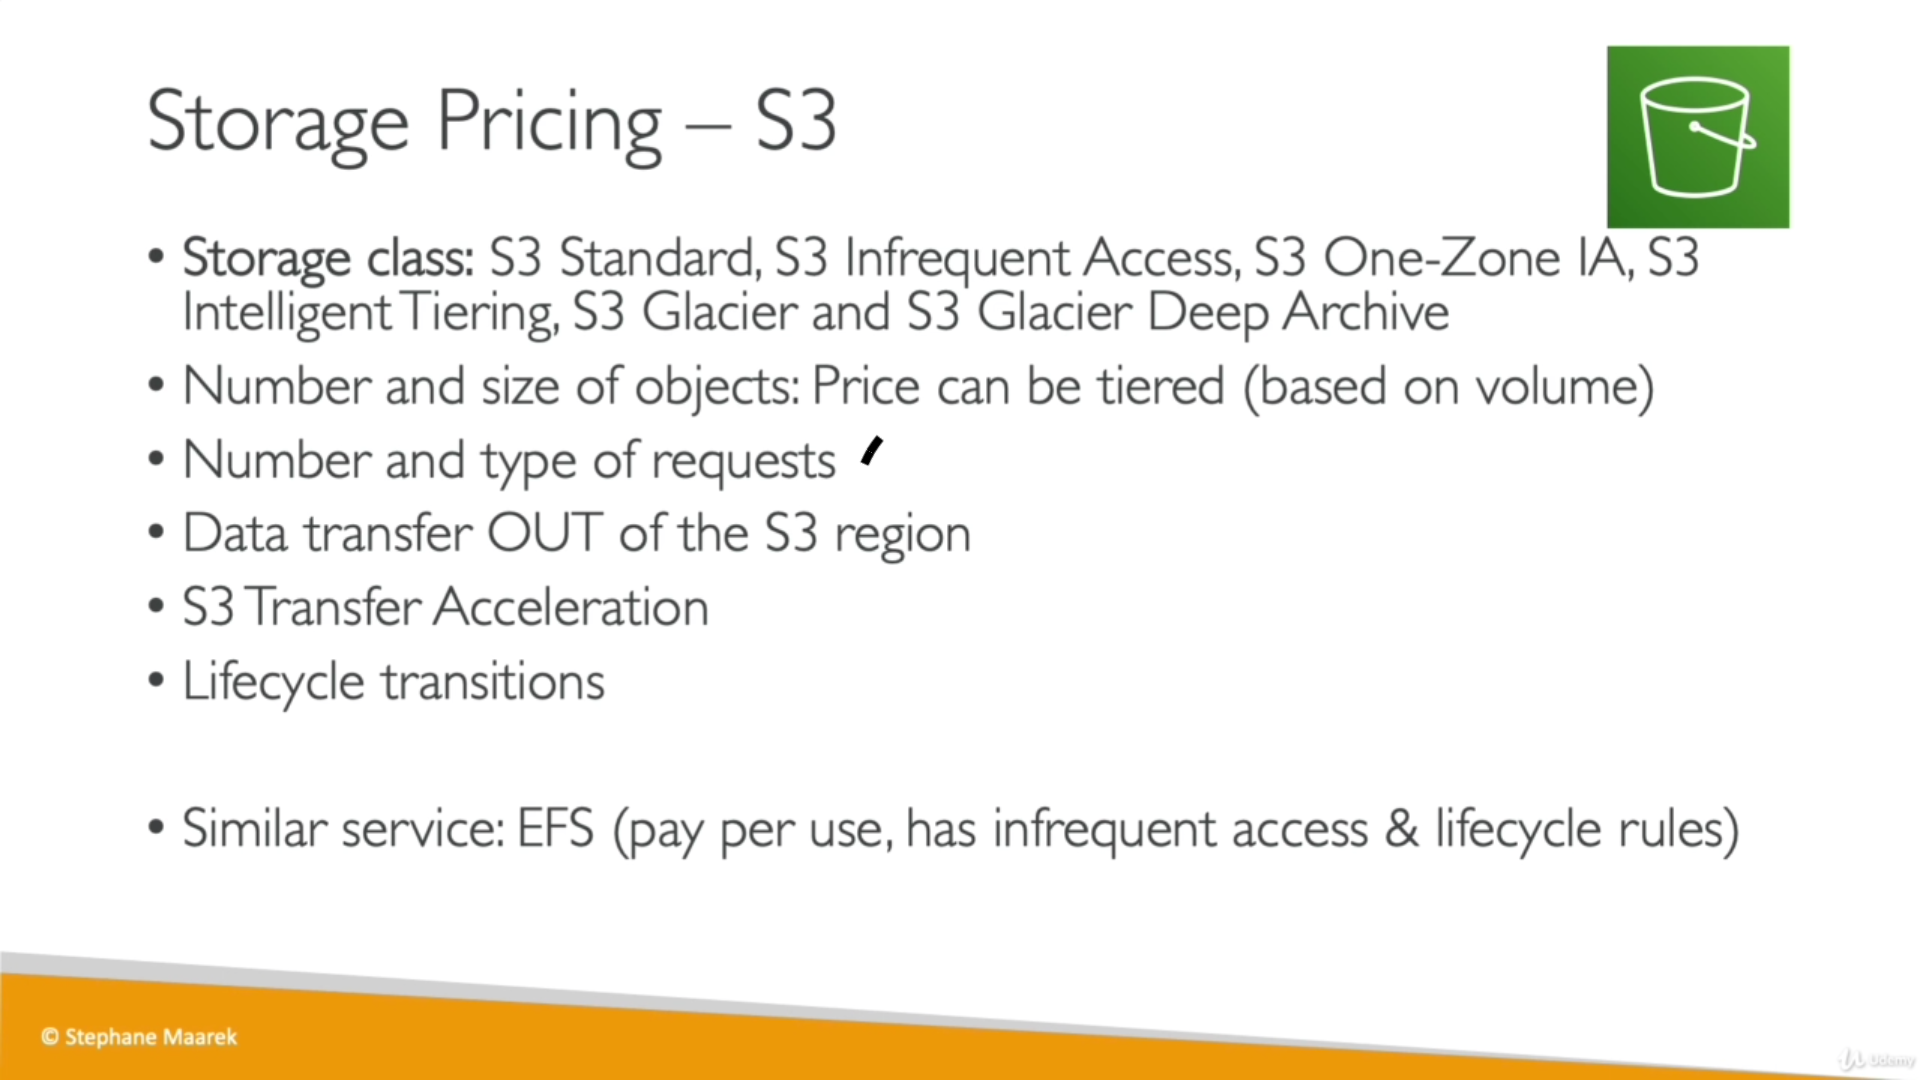 Storage Pricing – S3
• Storage class: S3 Standard, S3 Infrequent Access, S3 One-Zone IA, S3
Intelligent Tiering, S3 Glacier and S3 Glacier Deep Archive
• Number and size of objects: Price can be tiered (based on volume)
• Number and type of requests
• Data transfer OUT of the S3 region
• S3 Transfer Acceleration
• Lifecycle transitions
• Similar service: EFS (pay per use, has infrequent access & lifecycle rules)
© Stephane Maarek
Udemy